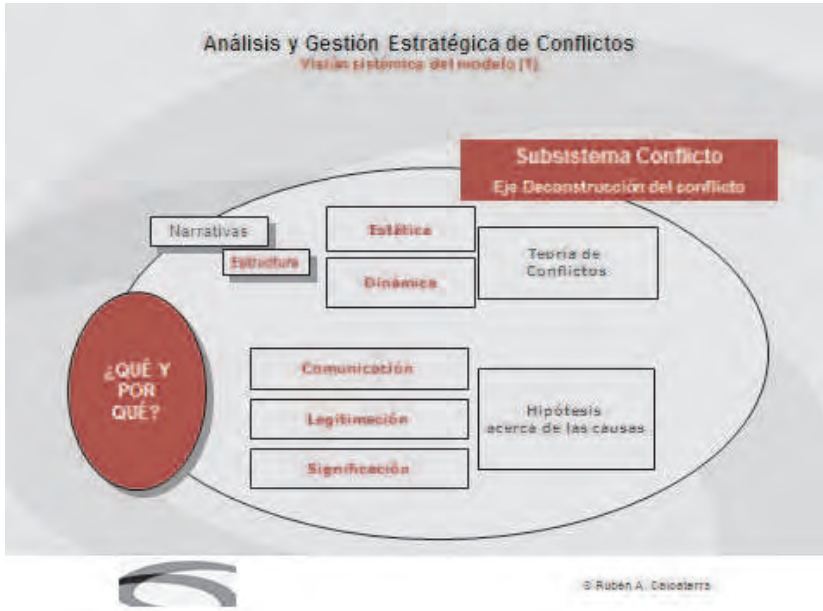 Análisis y Gestión Estratégica de Conflictos
Visión sistémica del modelo (1)
Subsistema Conflicto
Eje Deconstrucción del conflicto
Narrativas
Estructura
Estática
Dinámica
Teoría de
Conflictos
¿QUÉ Y
POR
QUÉ?
Comunicación
Legitimación
Significación
Hipótesis
acerca de las causas
© Rubén A. Calcaterra